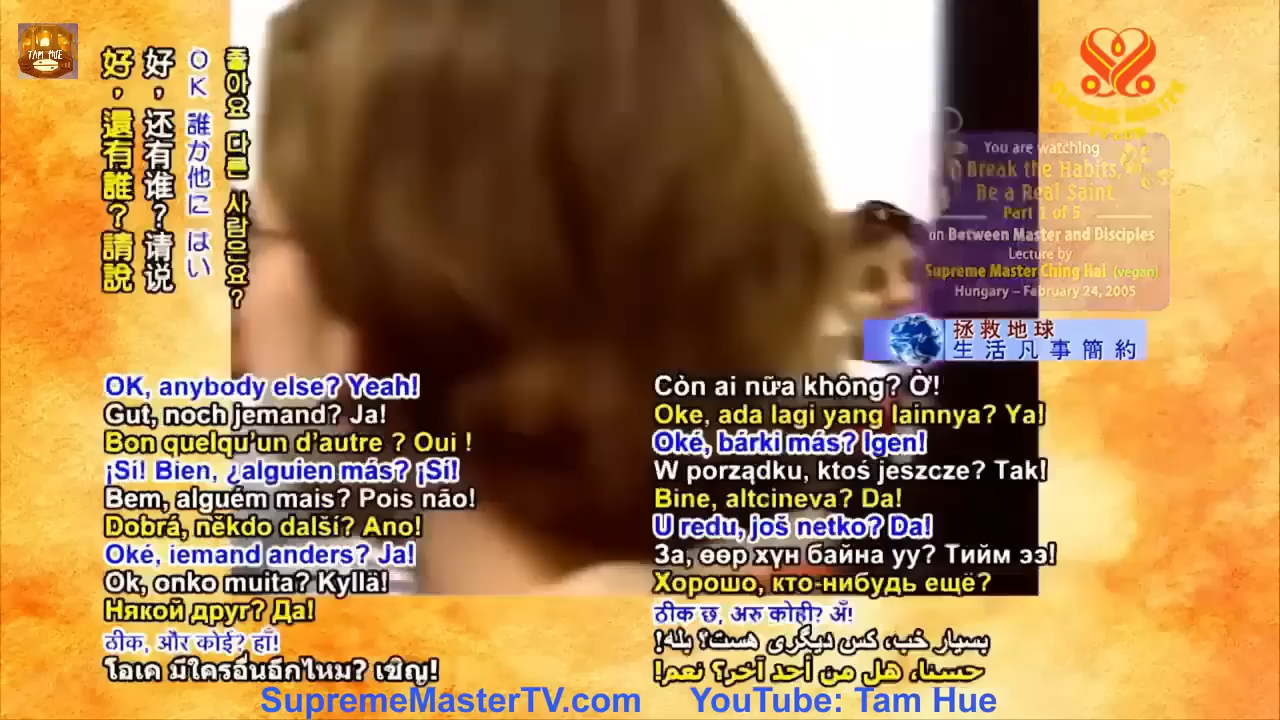 TAM HUE
好，還有誰？請說
好，还有谁？请说
OK 誰か他に はい
좋아요 다른 사람은요?
SUPREME MASTER
You are watching
Break the Habits,
Be a Real Saint
Part 1 of 5
on Between Master and Disciples
Lecture by
Supreme Master Ching Hai (vegan)
Hungary – February 24, 2005
拯救地球
生活凡事簡約
OK, anybody else? Yeah!
Gut, noch jemand? Ja!
Bon quelqu'un d'autre ? Oui !
¡Sí! Bien, ¿alguien más? ¡Sí!
Bem, alguém mais? Pois não!
Dobrá, někdo další? Ano!
Oké, iemand anders? Ja!
Ok, onko muita? Kyllä!
Някой друг? Да!
ठीक, और कोई? हाँ!
โอเค มีใครอื่นอีกไหม? เชิญ!
Còn ai nữa không? Ờ!
Oke, ada lagi yang lainnya? Ya!
Oké, bárki más? Igen!
W porządku, ktoś jeszcze? Tak!
Bine, altcineva? Da!
U redu, još netko? Da!
За, өөр хүн байна уу? Тийм ээ!
Хорошо, кто-нибудь ещё?
ठीक छ, अरु कोही? अँ!
بسیار خب، کس دیگری هست؟ بله!
حسنا، هل من أحد آخر؟ نعم!
SupremeMasterTV.com YouTube: Tam Hue